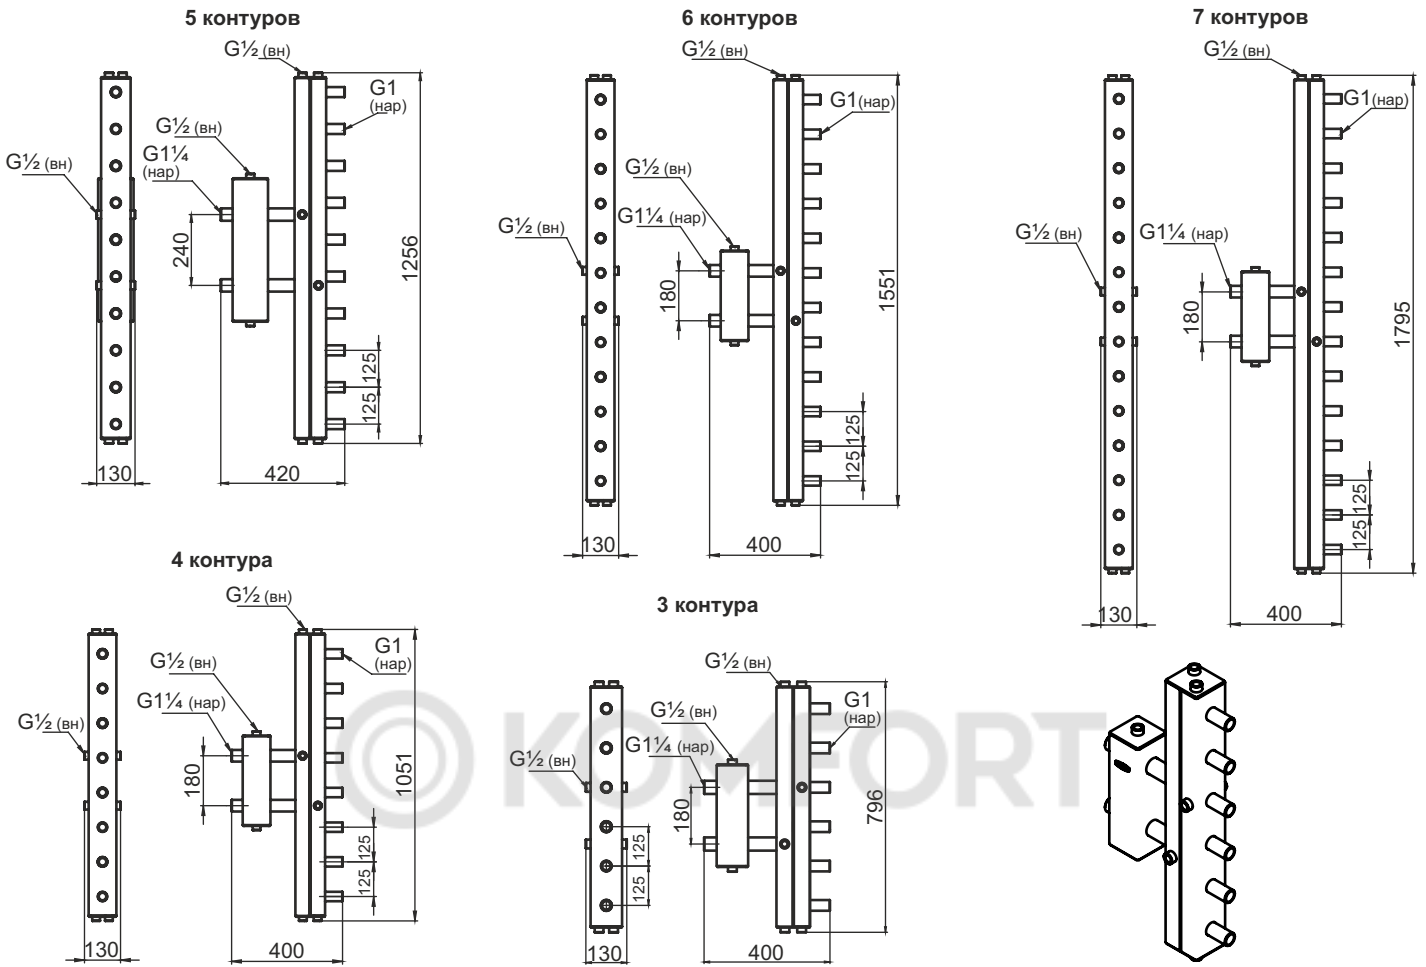 5 контуров
G½ (вн)
G1
(нар)
G½ (вн)
G1¼
(нар)
G½ (вн)
240
1256
125
125
130
420
6 контуров
G½ (вн)
G1 (нар)
G½ (вн)
G1¼ (нар)
G½ (вн)
180
1551
125
125
130
400
7 контуров
G½ (вн)
G1 (нар)
G½ (вн)
G1¼ (нар)
180
1795
125
125
130
400
4 контура
G½ (вн)
G1
(нар)
G½ (вн)
G1¼ (нар)
G½ (вн)
180
1051
125
125
130
400
3 контура
G½ (вн)
G1
(нар)
G½ (вн)
G1¼ (нар)
G½ (вн)
180
796
125
125
130
400
KOMFORT